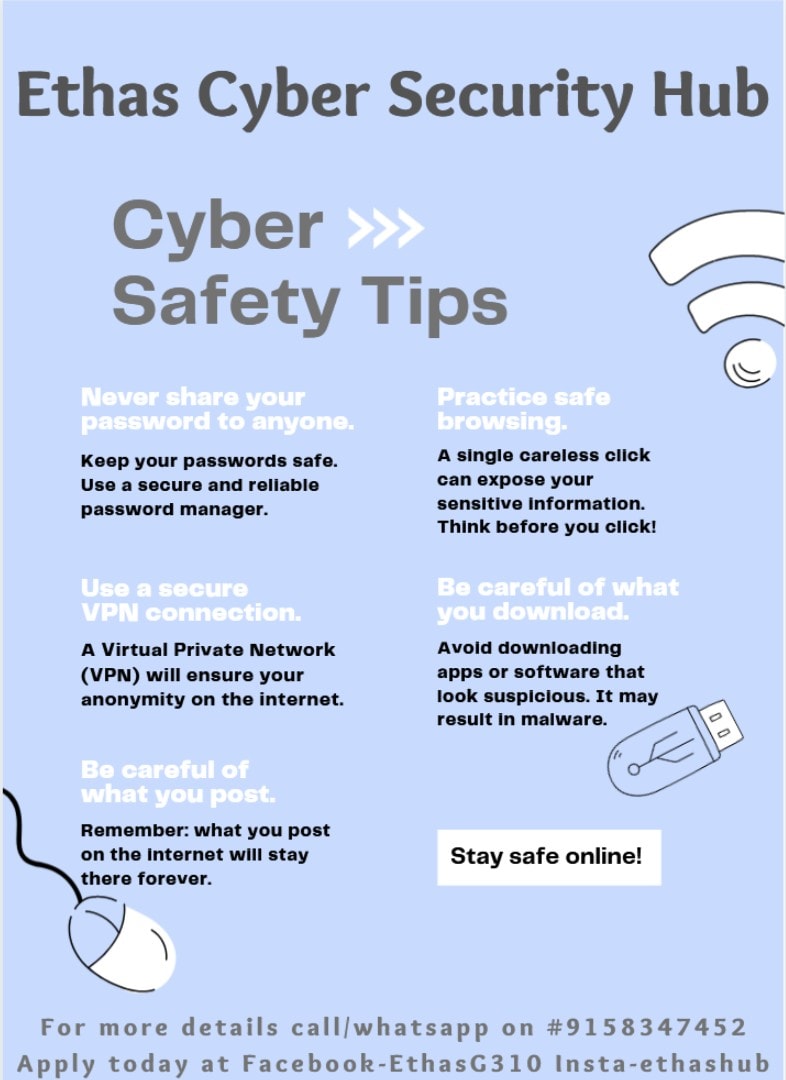 Ethas Cyber Security Hub
Cyber >>>
Safety Tips
Never share your
password to anyone.
Keep your passwords safe.
Use a secure and reliable
password manager.
Practice safe
browsing.
A single careless click
can expose your
sensitive information.
Think before you click!
Use a secure
VPN connection.
A Virtual Private Network
(VPN) will ensure your
anonymity on the internet.
Be careful of what
you download.
Avoid downloading
apps or software that
look suspicious. It may
result in malware.
Be careful of
what you post.
Remember: what you post
on the internet will stay
there forever.
Stay safe online!
For more details call/whatsapp on #9158347452
Apply today at Facebook-EthasG310 Insta-ethashub